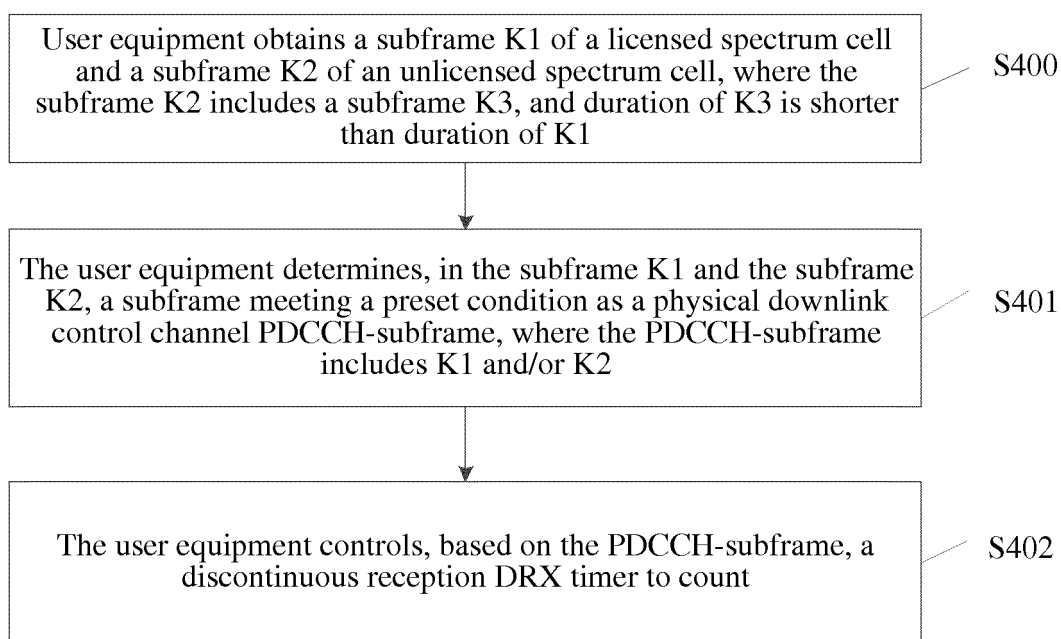 User equipment obtains a subframe K1 of a licensed spectrum cell
and a subframe K2 of an unlicensed spectrum cell, where the
subframe K2 includes a subframe K3, and duration of K3 is shorter
than duration of K1
S400
The user equipment determines, in the subframe K1 and the subframe
K2, a subframe meeting a preset condition as a physical downlink
control channel PDCCH-subframe, where the PDCCH-subframe
includes K1 and/or K2
S401
The user equipment controls, based on the PDCCH-subframe, a
discontinuous reception DRX timer to count
S402